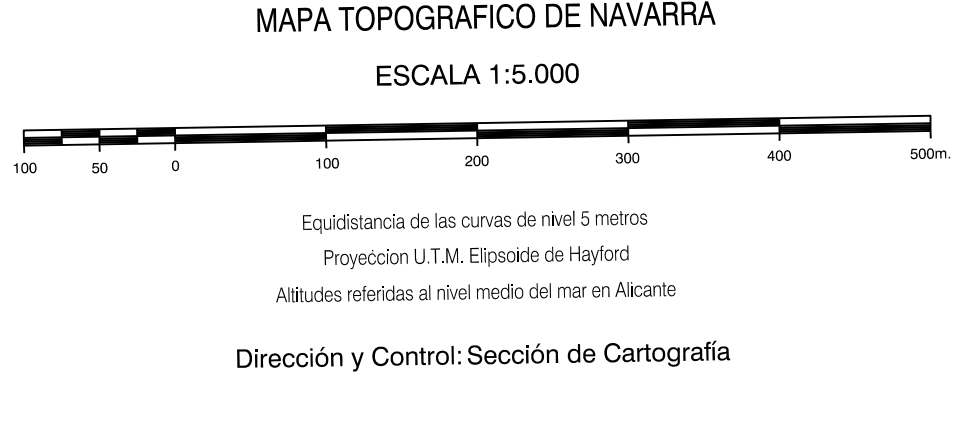 MAPA TOPOGRAFICO DE NAVARRA
ESCALA 1:5.000
100 50 0 100 200 300 400 500m.
Equidistancia de las curvas de nivel 5 metros
Proyección U.T.M. Elipsoide de Hayford
Altitudes referidas al nivel medio del mar en Alicante
Dirección y Control: Sección de Cartografía